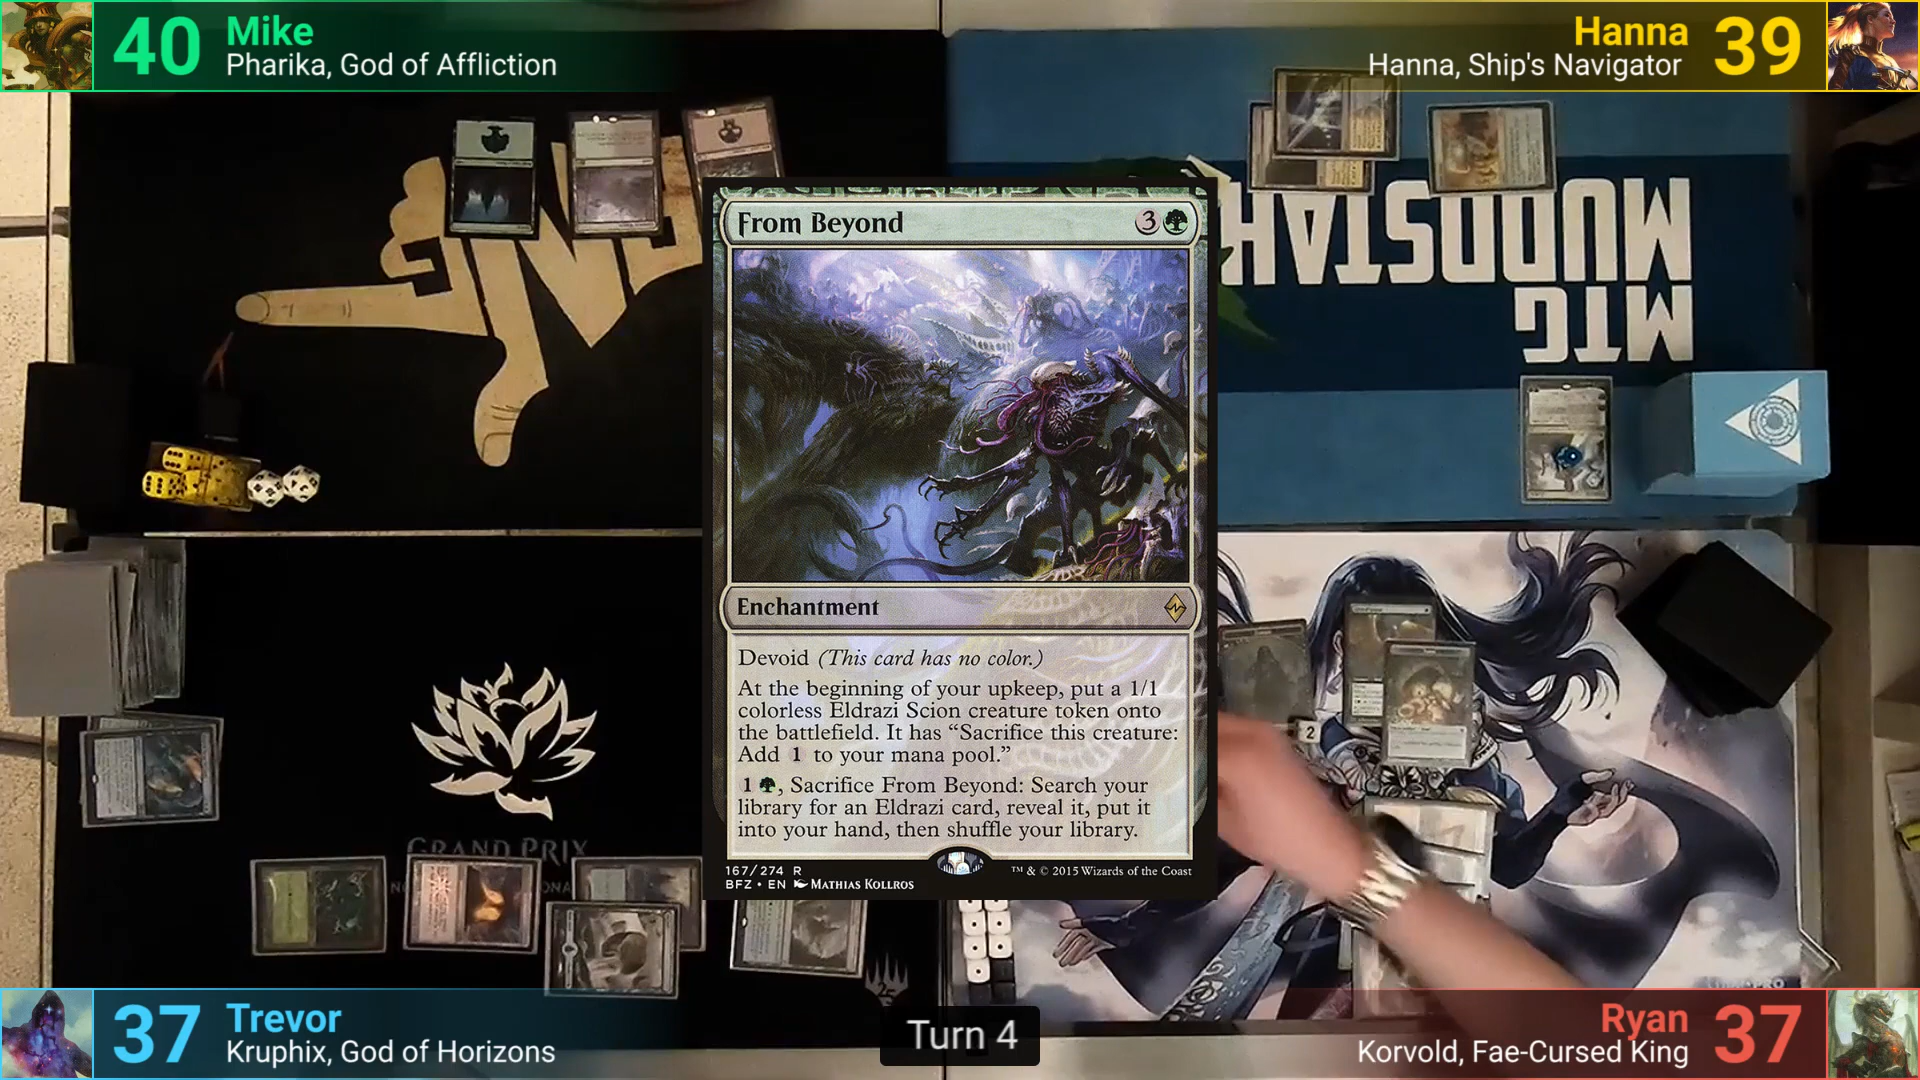 40
Mike
Pharika, God of Affliction
Hanna
Hanna, Ship's Navigator
39
MTG
MUDDSTAH
From Beyond
3
Enchantment
Devoid (This card has no color.)
At the beginning of your upkeep, put a 1/1
colorless Eldrazi Scion creature token onto
the battlefield. It has “Sacrifice this creature:
Add 1 to your mana pool.”
1 , Sacrifice From Beyond: Search your
library for an Eldrazi card, reveal it, put it
into your hand, then shuffle your library.
167/274 R
BFZ • EN Mathias Kollros
™ & © 2015 Wizards of the Coast
2
GRAND PRIX
37
Trevor
Kruphix, God of Horizons
Turn 4
Ryan
Korvold, Fae-Cursed King
37